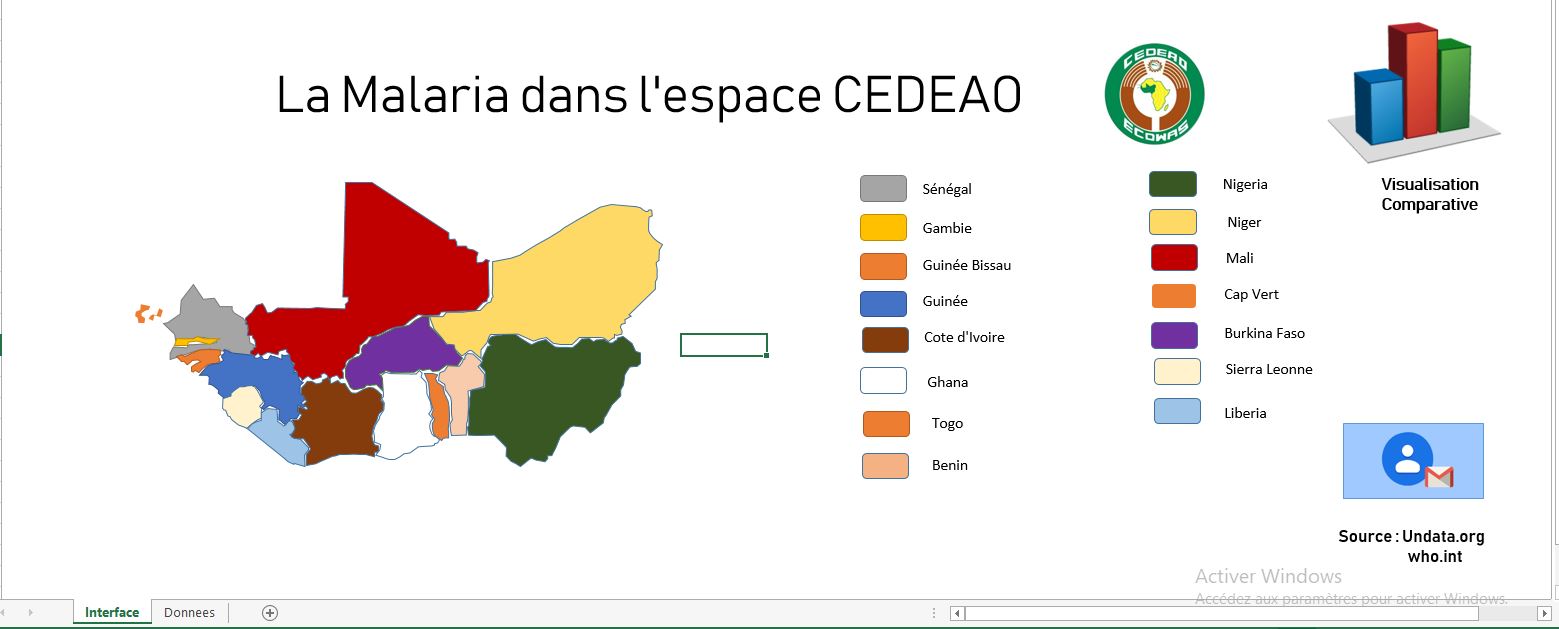 La Malaria dans l'espace CEDEAO
CEDEAO
ECOWAS
Visualisation
Comparative
Sénégal
Gambie
Guinée Bissau
Guinée
Cote d'Ivoire
Ghana
Togo
Benin
Nigeria
Niger
Mali
Cap Vert
Burkina Faso
Sierra Leonne
Liberia
Source : Undata.org
who.int
Activer Windows
Accédez aux paramètres pour activer Windows.
Interface
Donnees